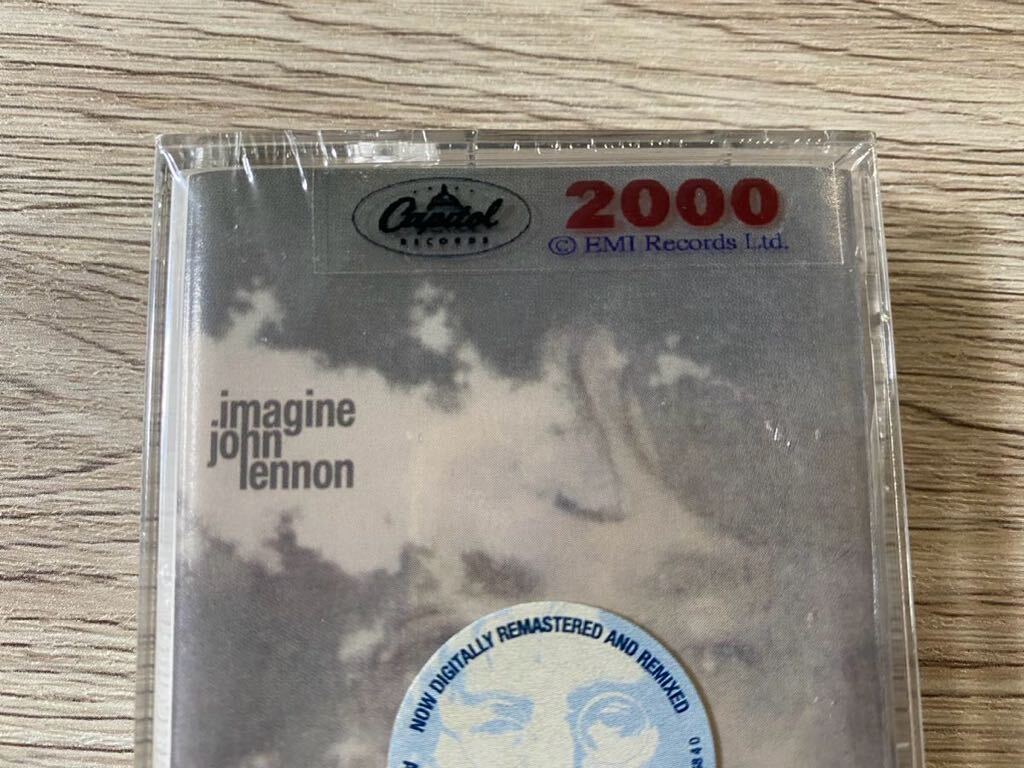 Capitol
RECORDS
2000
© EMI Records Ltd.
imagine
john
lennon
NOW DIGITALLY REMASTERED AND REMIXED